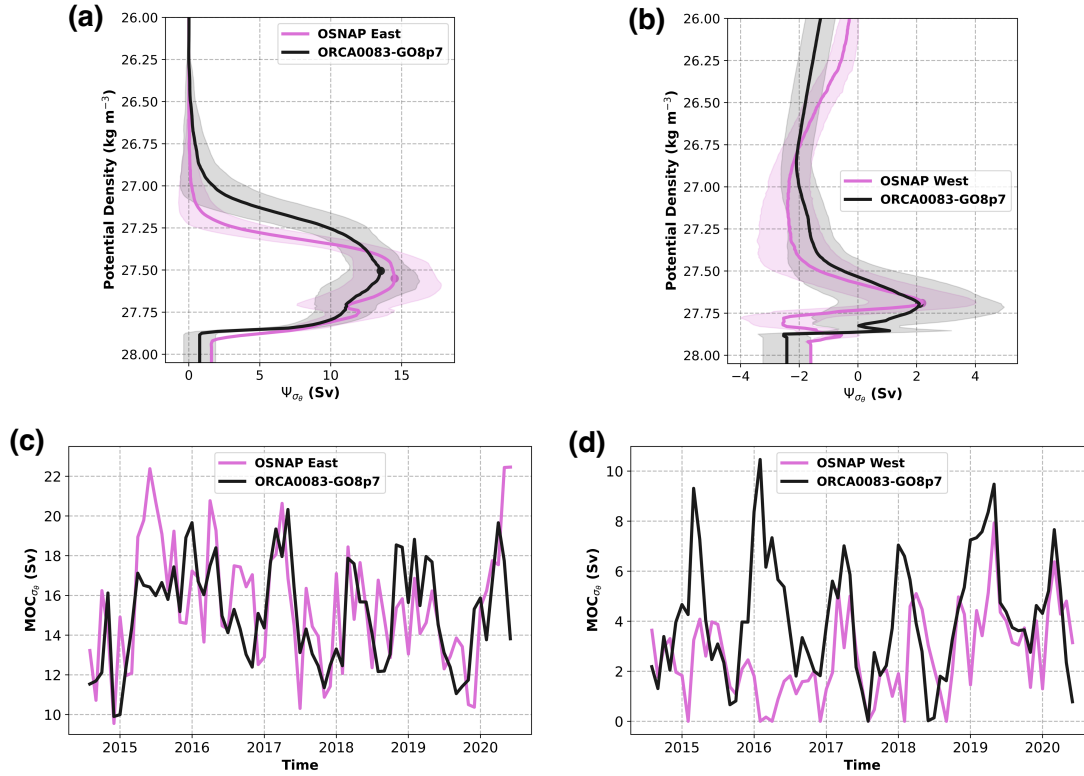 (a)
26.00
26.25
26.50
26.75
27.00
27.25
27.50
27.75
28.00
Potential Density (kg m⁻³)
OSNAP East
ORCA0083-GO8p7
0 5 10 15
Ψσθ (Sv)
(b)
26.00
26.25
26.50
26.75
27.00
27.25
27.50
27.75
28.00
Potential Density (kg m⁻³)
OSNAP West
ORCA0083-GO8p7
−4 −2 0 2 4
Ψσθ (Sv)
(c)
22
20
18
16
14
12
10
MOCσθ (Sv)
OSNAP East
ORCA0083-GO8p7
2015 2016 2017 2018 2019 2020
Time
(d)
10
8
6
4
2
0
MOCσθ (Sv)
OSNAP West
ORCA0083-GO8p7
2015 2016 2017 2018 2019 2020
Time